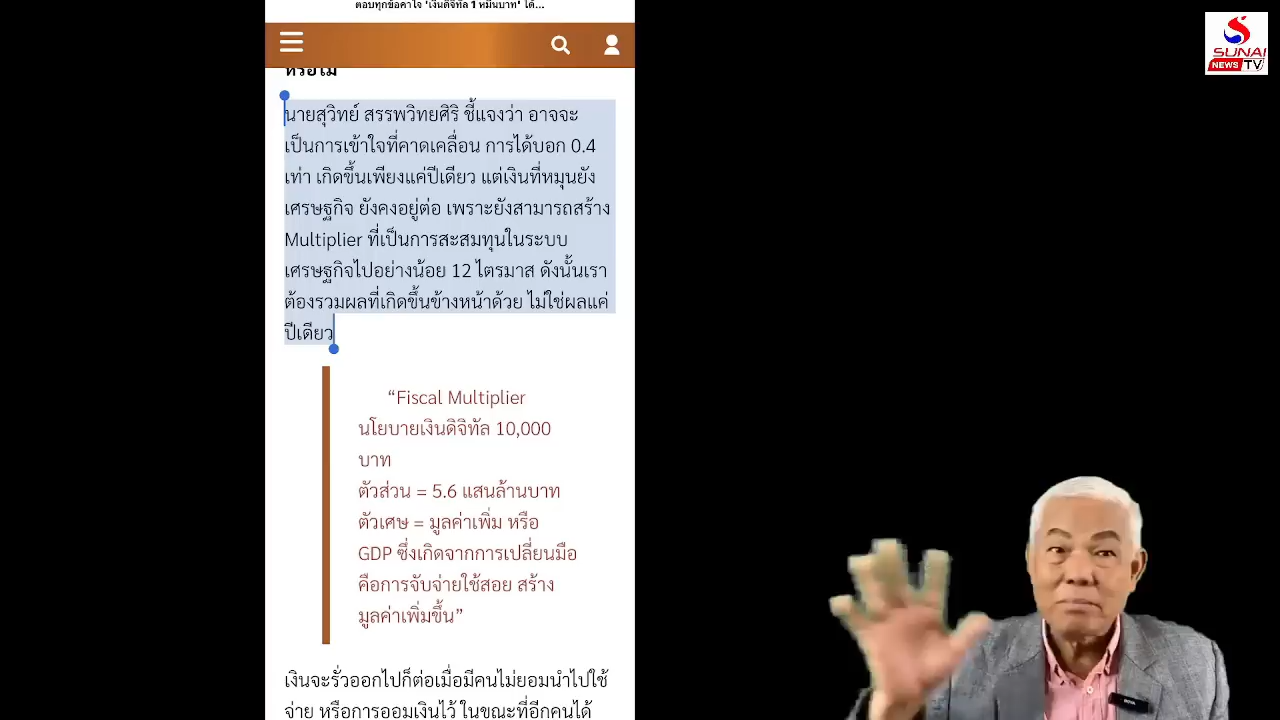 ตอบทุกข้อคาใจ 'เงินดิจิทัล 1 หมื่นบาท' ได้...
หรือไม่
นายสุวิทย์ สรรพวิทยศิริ ชี้แจงว่า อาจจะ
เป็นการเข้าใจที่คาดเคลื่อน การได้บอก 0.4
เท่า เกิดขึ้นเพียงแค่ปีเดียว แต่เงินที่หมุนยัง
เศรษฐกิจ ยังคงอยู่ต่อ เพราะยังสามารถสร้าง
Multiplier ที่เป็นการสะสมทุนในระบบ
เศรษฐกิจไปอย่างน้อย 12 ไตรมาส ดังนั้นเรา
ต้องรวมผลที่เกิดขึ้นข้างหน้าด้วย ไม่ใช่ผลแค่
ปีเดียว
“Fiscal Multiplier
นโยบายเงินดิจิทัล 10,000
บาท
ตัวส่วน = 5.6 แสนล้านบาท
ตัวเศษ = มูลค่าเพิ่ม หรือ
GDP ซึ่งเกิดจากการเปลี่ยนมือ
คือการจับจ่ายใช้สอย สร้าง
มูลค่าเพิ่มขึ้น”
เงินจะรั่วออกไปก็ต่อเมื่อมีคนไม่ยอมนำไปใช้
จ่าย หรือการออมเงินไว้ ในขณะที่อีกคนได้
SUNAI
NEWS TV
BOYA